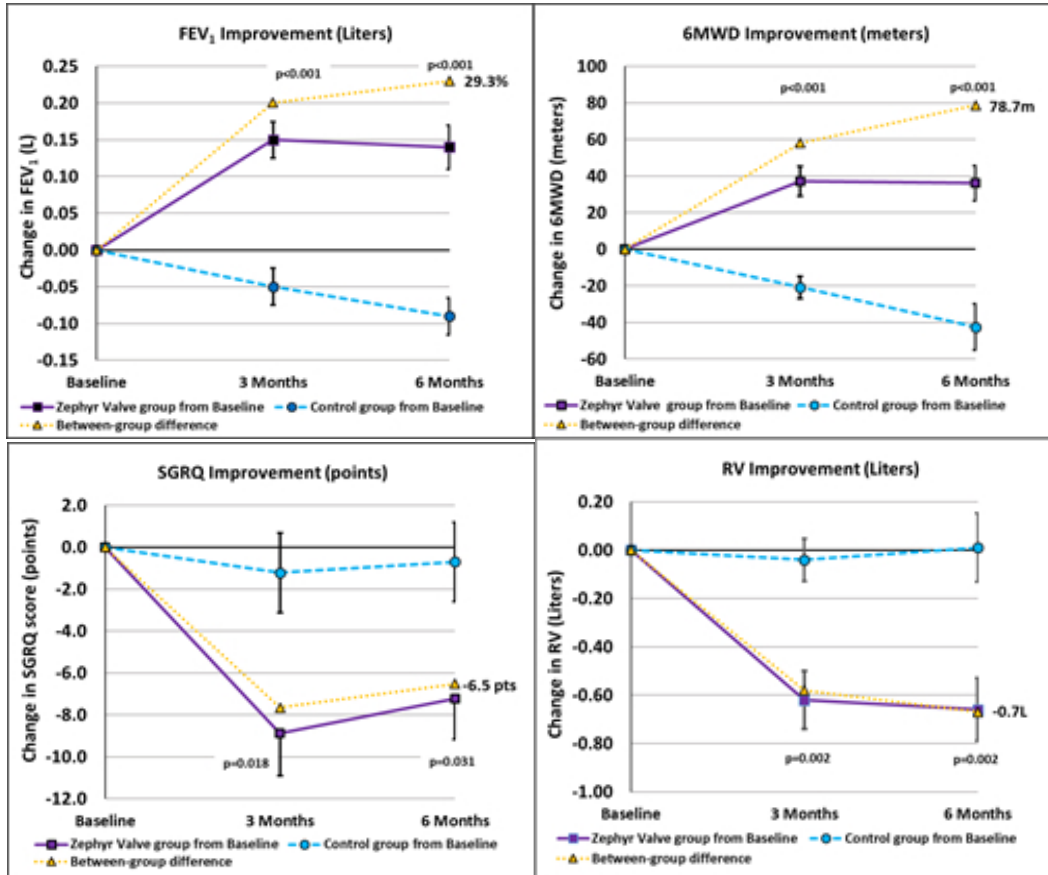 FEV₁ Improvement (Liters)
Change in FEV₁ (L)
0.25
0.20
0.15
0.10
0.05
0.00
-0.05
-0.10
-0.15
p<0.001
p<0.001
29.3%
Baseline
3 Months
6 Months
Zephyr Valve group from Baseline
Control group from Baseline
Between-group difference
6MWD Improvement (meters)
Change in 6MWD (meters)
100
80
60
40
20
0
-20
-40
-60
p<0.001
p<0.001
78.7m
Baseline
3 Months
6 Months
Zephyr Valve group from Baseline
Control group from Baseline
Between-group difference
SGRQ Improvement (points)
Change in SGRQ score (points)
2.0
0.0
-2.0
-4.0
-6.0
-8.0
-10.0
-12.0
-6.5 pts
p=0.018
p=0.031
Baseline
3 Months
6 Months
Zephyr Valve group from Baseline
Control group from Baseline
Between-group difference
RV Improvement (Liters)
Change in RV (Liters)
0.20
0.00
-0.20
-0.40
-0.60
-0.80
-1.00
-0.7L
p=0.002
p=0.002
Baseline
3 Months
6 Months
Zephyr Valve group from Baseline
Control group from Baseline
Between-group difference